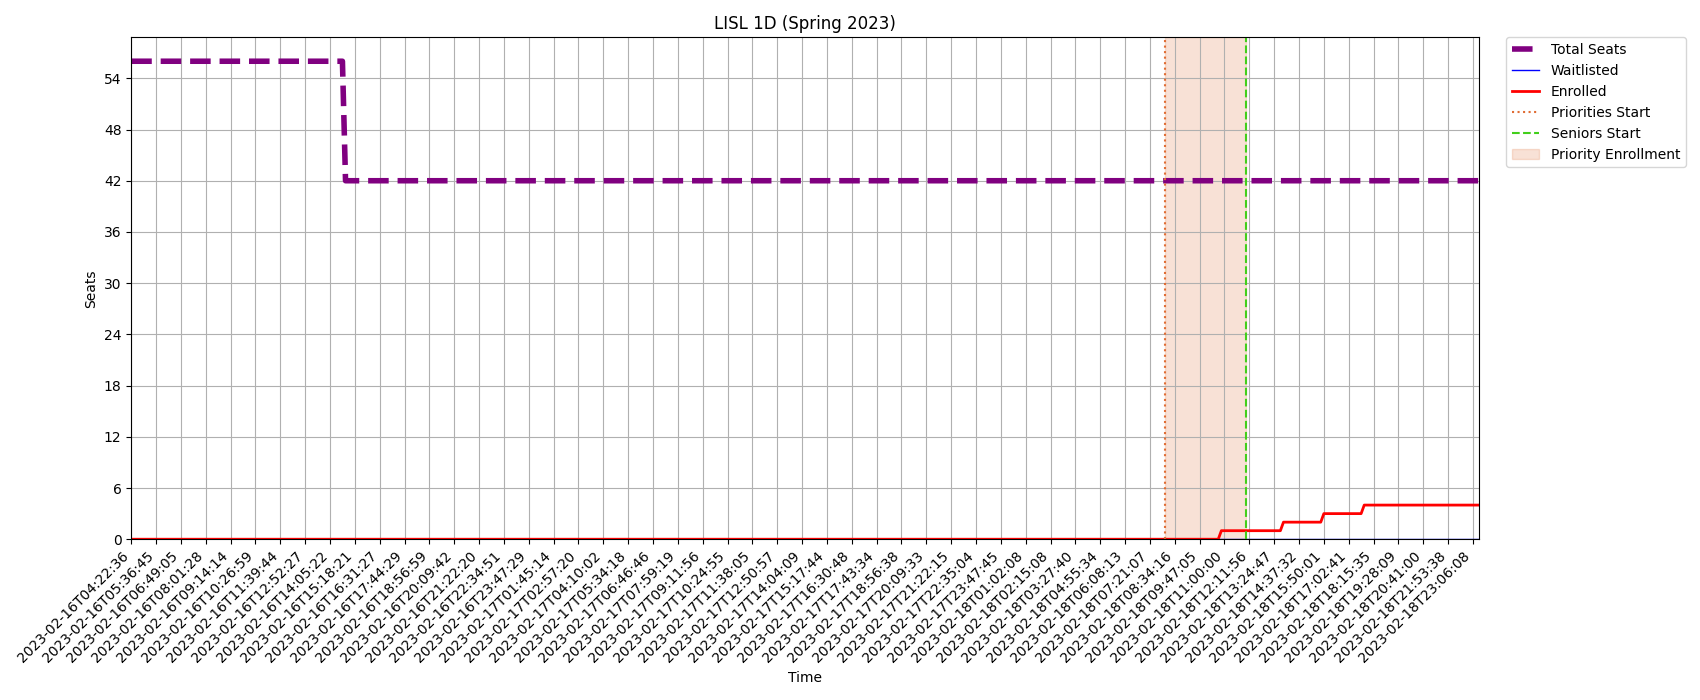 LISL 1D (Spring 2023)
Total Seats
Waitlisted
Enrolled
Priorities Start
Seniors Start
Priority Enrollment
Seats
54
48
42
36
30
24
18
12
6
0
2023-02-16T04:22:36
2023-02-16T05:36:45
2023-02-16T06:49:05
2023-02-16T08:01:28
2023-02-16T09:14:14
2023-02-16T10:26:59
2023-02-16T11:39:44
2023-02-16T12:52:27
2023-02-16T14:05:22
2023-02-16T15:18:21
2023-02-16T16:31:27
2023-02-16T17:44:29
2023-02-16T18:56:59
2023-02-16T20:09:42
2023-02-16T21:22:20
2023-02-16T22:34:51
2023-02-16T23:47:29
2023-02-17T01:45:14
2023-02-17T02:57:20
2023-02-17T04:10:02
2023-02-17T05:34:18
2023-02-17T06:46:46
2023-02-17T07:59:19
2023-02-17T09:11:56
2023-02-17T10:24:55
2023-02-17T11:38:05
2023-02-17T12:50:57
2023-02-17T14:04:09
2023-02-17T15:17:44
2023-02-17T16:30:48
2023-02-17T17:43:34
2023-02-17T18:56:38
2023-02-17T20:09:33
2023-02-17T21:22:15
2023-02-17T22:35:04
2023-02-17T23:47:45
2023-02-18T01:02:08
2023-02-18T02:15:08
2023-02-18T03:27:40
2023-02-18T04:55:34
2023-02-18T06:08:13
2023-02-18T07:21:07
2023-02-18T08:34:16
2023-02-18T09:47:05
2023-02-18T11:00:00
2023-02-18T12:11:56
2023-02-18T13:24:47
2023-02-18T14:37:32
2023-02-18T15:50:01
2023-02-18T17:02:41
2023-02-18T18:15:35
2023-02-18T19:28:09
2023-02-18T20:41:00
2023-02-18T21:53:38
2023-02-18T23:06:08
Time